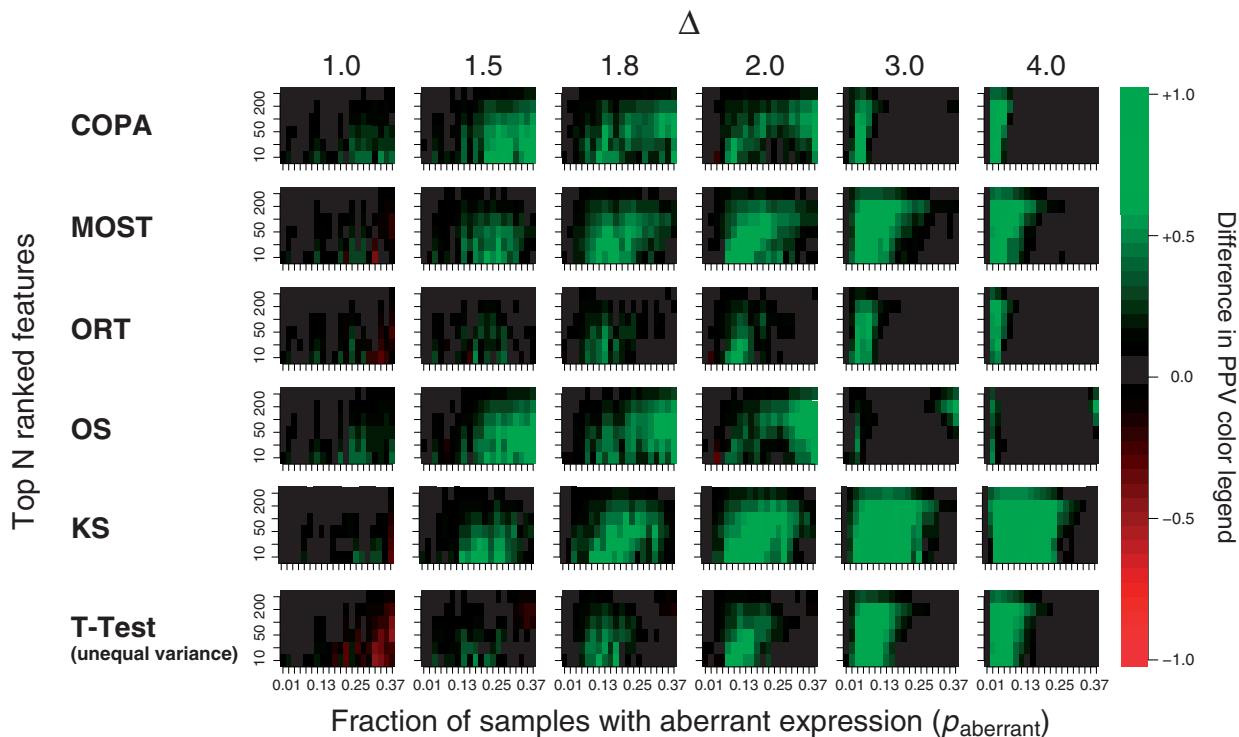 Δ
1.0 1.5 1.8 2.0 3.0 4.0
COPA
10 50 200
MOST
10 50 200
ORT
10 50 200
OS
10 50 200
KS
10 50 200
T-Test
(unequal variance)
10 50 200
0.01 0.13 0.25 0.37 0.01 0.13 0.25 0.37 0.01 0.13 0.25 0.37 0.01 0.13 0.25 0.37 0.01 0.13 0.25 0.37 0.01 0.13 0.25 0.37
Top N ranked features
Fraction of samples with aberrant expression (p_aberrant)
+1.0
+0.5
0.0
−0.5
−1.0
Difference in PPV color legend